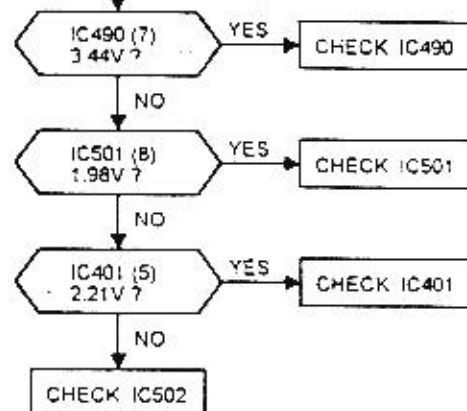 IC490 (7)
3.44V ?
YES
CHECK IC490
NO
IC501 (8)
1.98V ?
YES
CHECK IC501
NO
IC401 (5)
2.21V ?
YES
CHECK IC401
NO
CHECK IC502